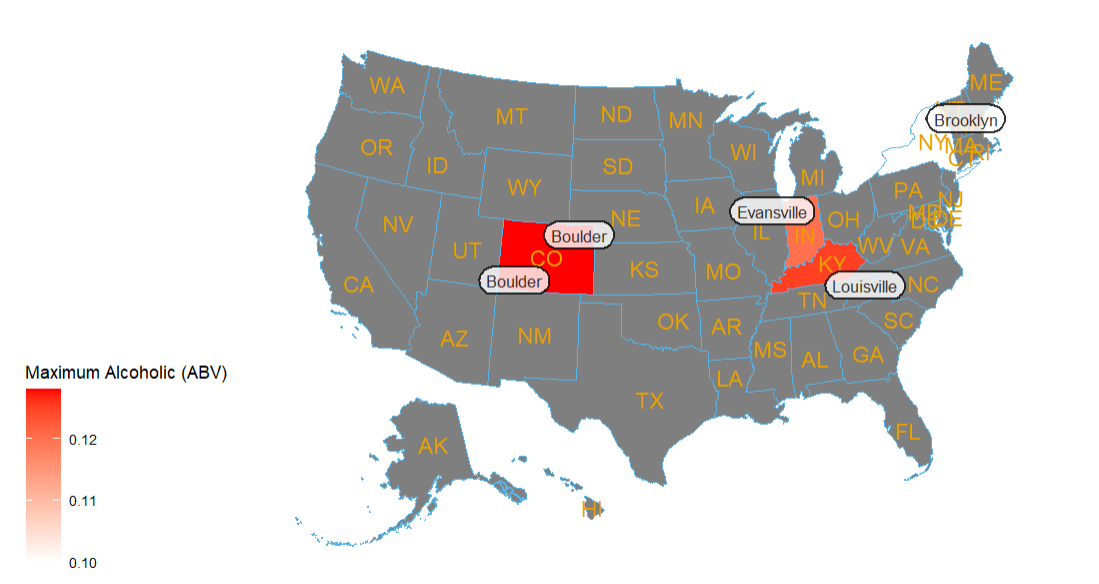 ME
WA
Brooklyn
MT
ND
MN
OR
NY
MA
CT
RI
WI
ID
SD
MI
WY
PA
NJ
IA
Evansville
OH
MD
DE
NV
NE
IL
IN
Boulder
WV
VA
UT
CO
KY
KS
MO
CA
Boulder
Louisville
NC
TN
OK
AR
SC
AZ
NM
MS
AL
GA
Maximum Alcoholic (ABV)
LA
TX
FL
0.12
AK
0.11
HI
0.10